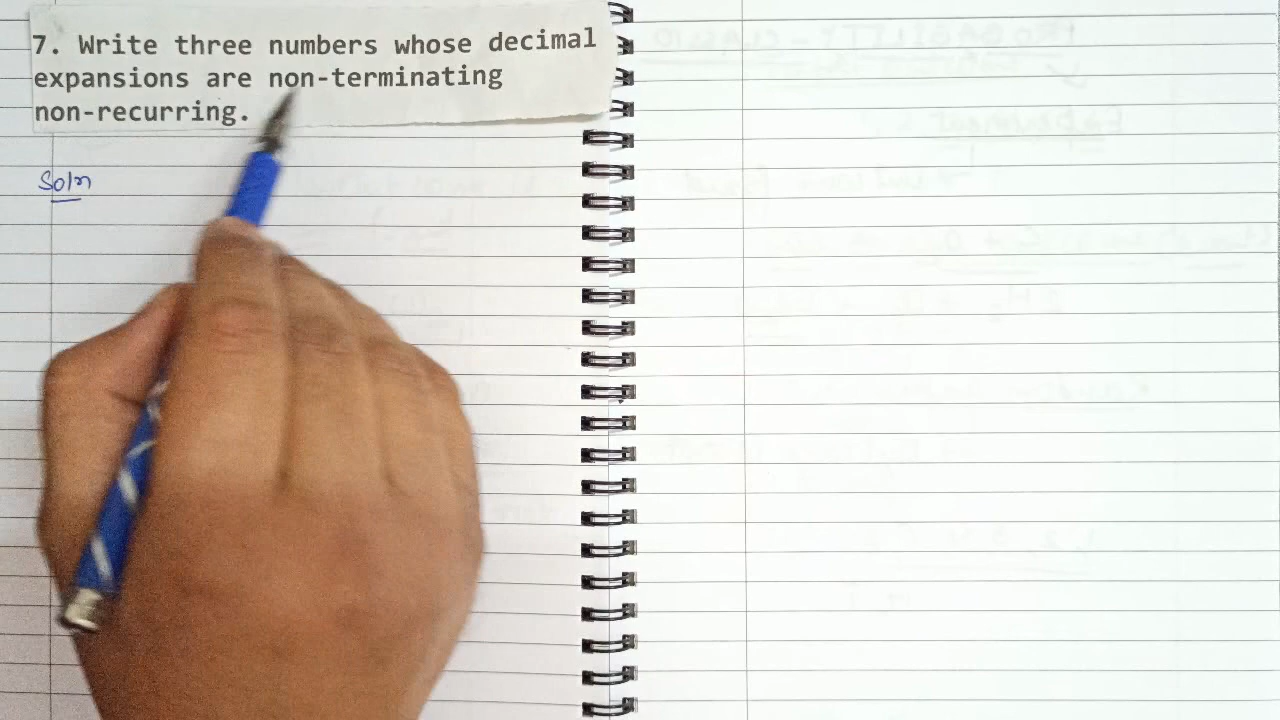 7. Write three numbers whose decimal
expansions are non-terminating
non-recurring.
Soln